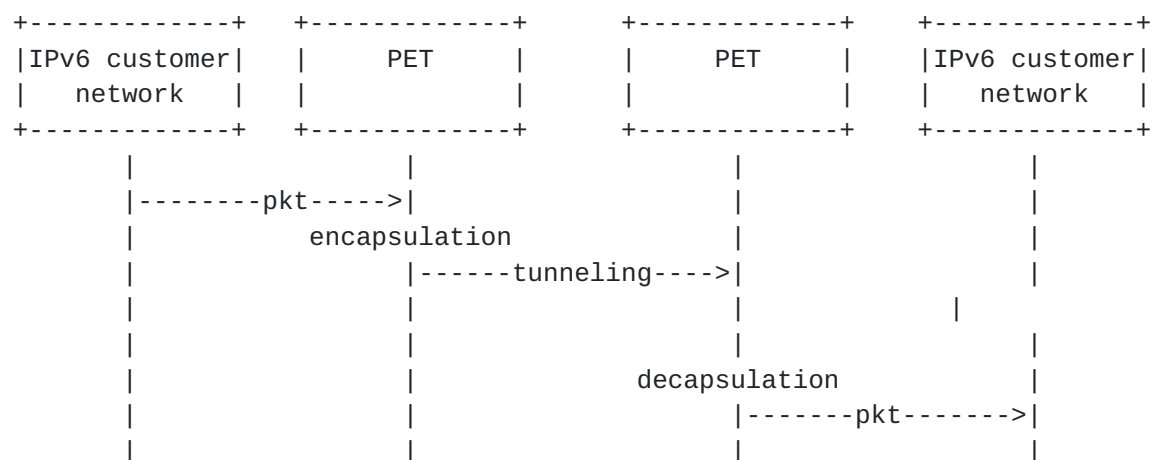 +-------------+   +-------------+      +-------------+    +-------------+
|IPv6 customer|   |     PET     |      |     PET     |    |IPv6 customer|
|   network   |   |             |      |             |    |   network   |
+-------------+   +-------------+      +-------------+    +-------------+
       |                 |                    |                  |
       |--------pkt----->|                    |                  |
       |           encapsulation              |                  |
       |                 |------tunneling---->|                  |
       |                 |                    |             |
       |                 |                    |                  |
       |                 |              decapsulation            |
       |                 |                    |-------pkt------->|
       |                 |                    |                  |